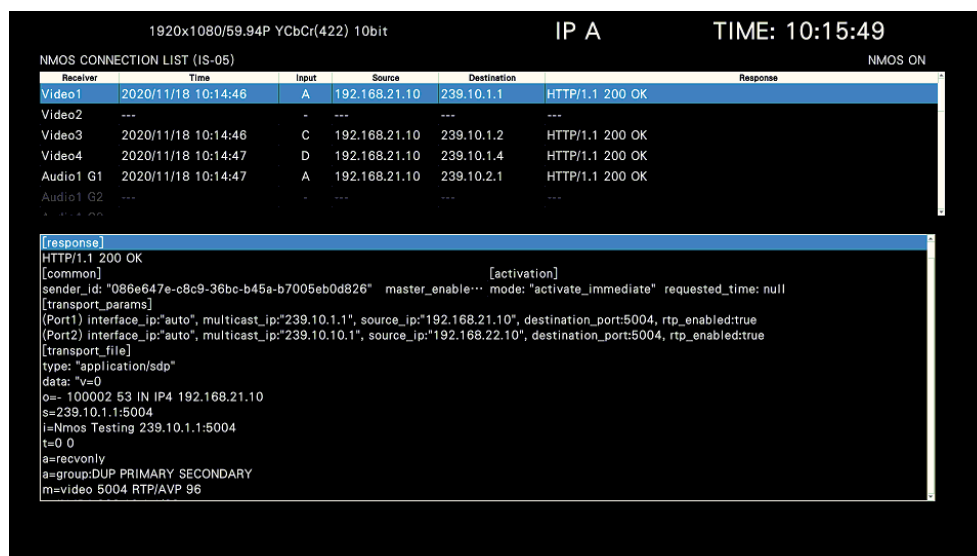 1920x1080/59.94P YCbCr(422) 10bit IP A TIME: 10:15:49
NMOS CONNECTION LIST (IS-05) NMOS ON
Receiver Time Input Source Destination Response
Video1 2020/11/18 10:14:46 A 192.168.21.10 239.10.1.1 HTTP/1.1 200 OK
Video2 --- - --- --- ---
Video3 2020/11/18 10:14:46 C 192.168.21.10 239.10.1.2 HTTP/1.1 200 OK
Video4 2020/11/18 10:14:47 D 192.168.21.10 239.10.1.4 HTTP/1.1 200 OK
Audio1 G1 2020/11/18 10:14:47 A 192.168.21.10 239.10.2.1 HTTP/1.1 200 OK
Audio1 G2 --- - --- --- ---
[response]
HTTP/1.1 200 OK
[common] [activation]
sender_id: "086e647e-c8c9-36bc-b45a-b7005eb0d826" master_enable··· mode: "activate_immediate" requested_time: null
[transport_params]
(Port1) interface_ip:"auto", multicast_ip:"239.10.1.1", source_ip:"192.168.21.10", destination_port:5004, rtp_enabled:true
(Port2) interface_ip:"auto", multicast_ip:"239.10.10.1", source_ip:"192.168.22.10", destination_port:5004, rtp_enabled:true
[transport_file]
type: "application/sdp"
data: "v=0
o=- 100002 53 IN IP4 192.168.21.10
s=239.10.1.1:5004
i=Nmos Testing 239.10.1.1:5004
t=0 0
a=recvonly
a=group:DUP PRIMARY SECONDARY
m=video 5004 RTP/AVP 96